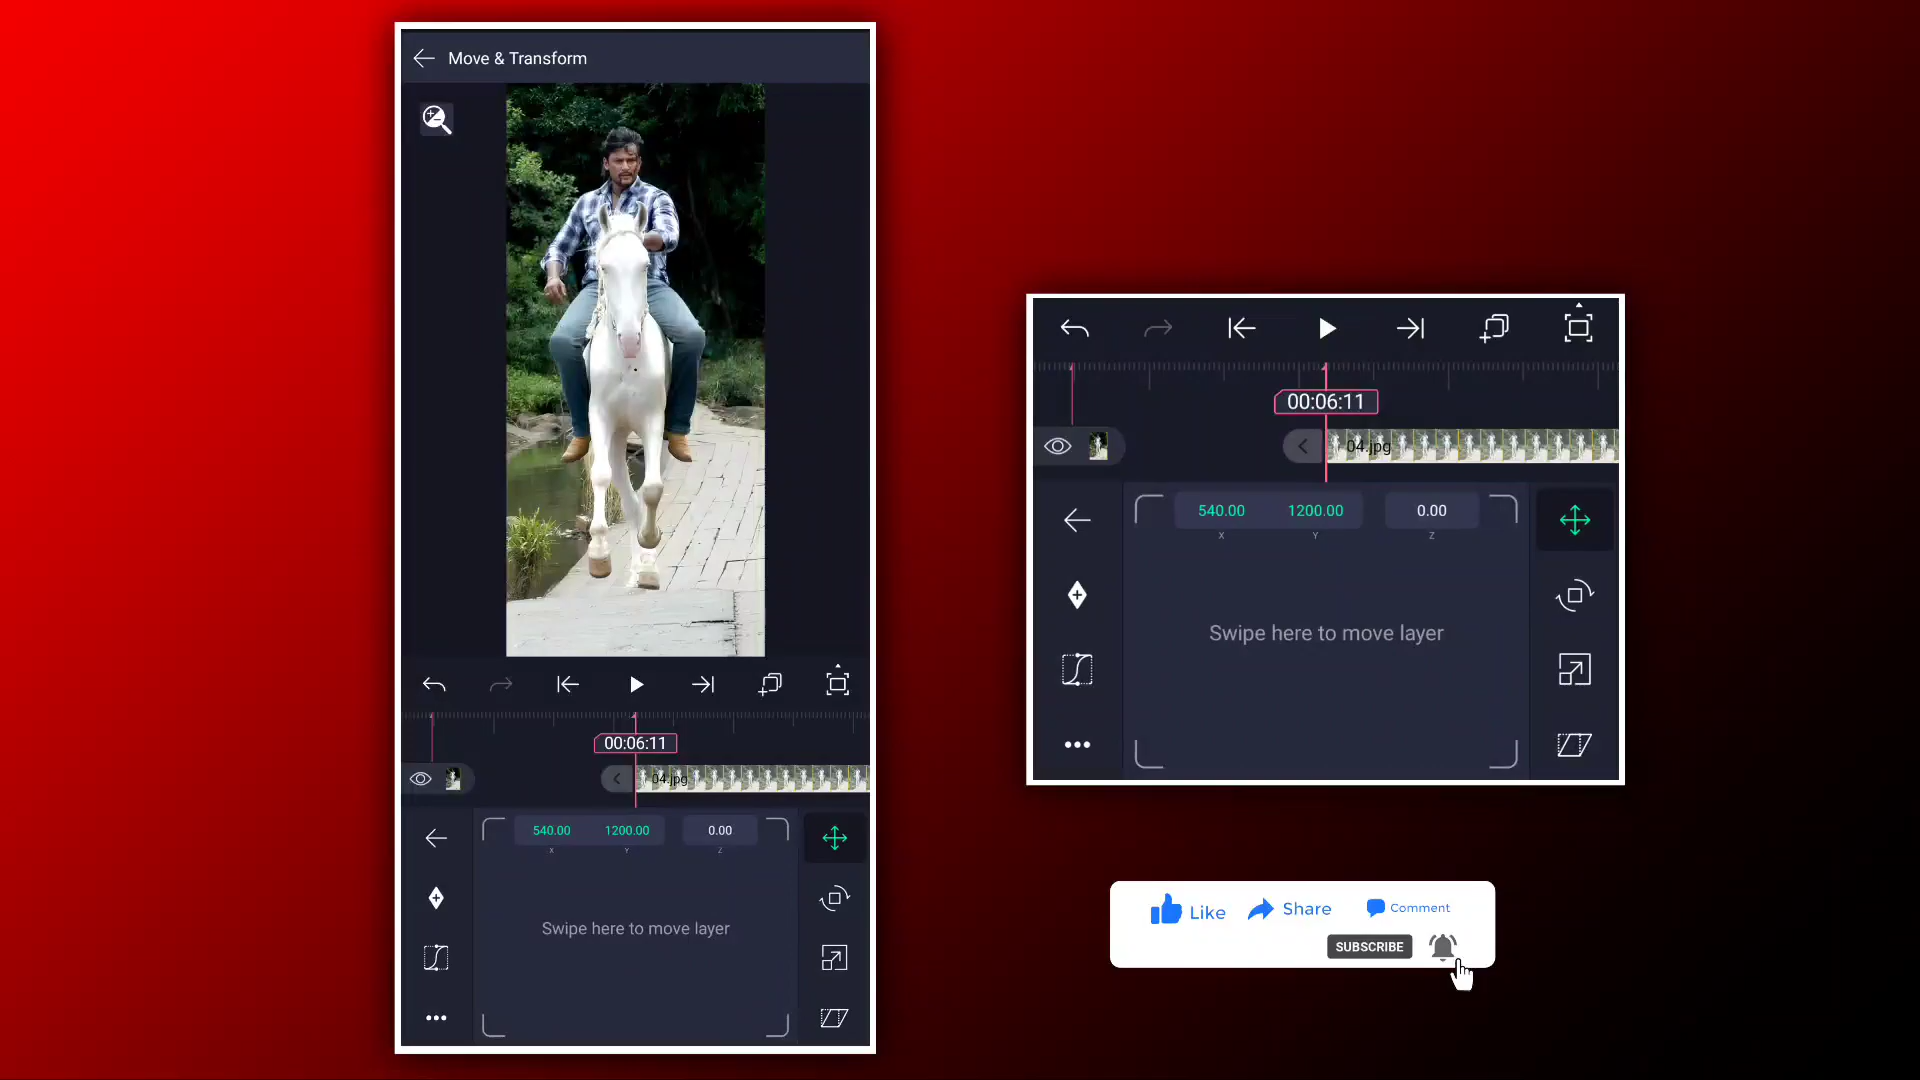 Move & Transform
00:06:11
04.jpg
540.00 1200.00 0.00
X Y Z
Swipe here to move layer
00:06:11
04.jpg
540.00 1200.00 0.00
X Y Z
Swipe here to move layer
Like Share Comment
SUBSCRIBE